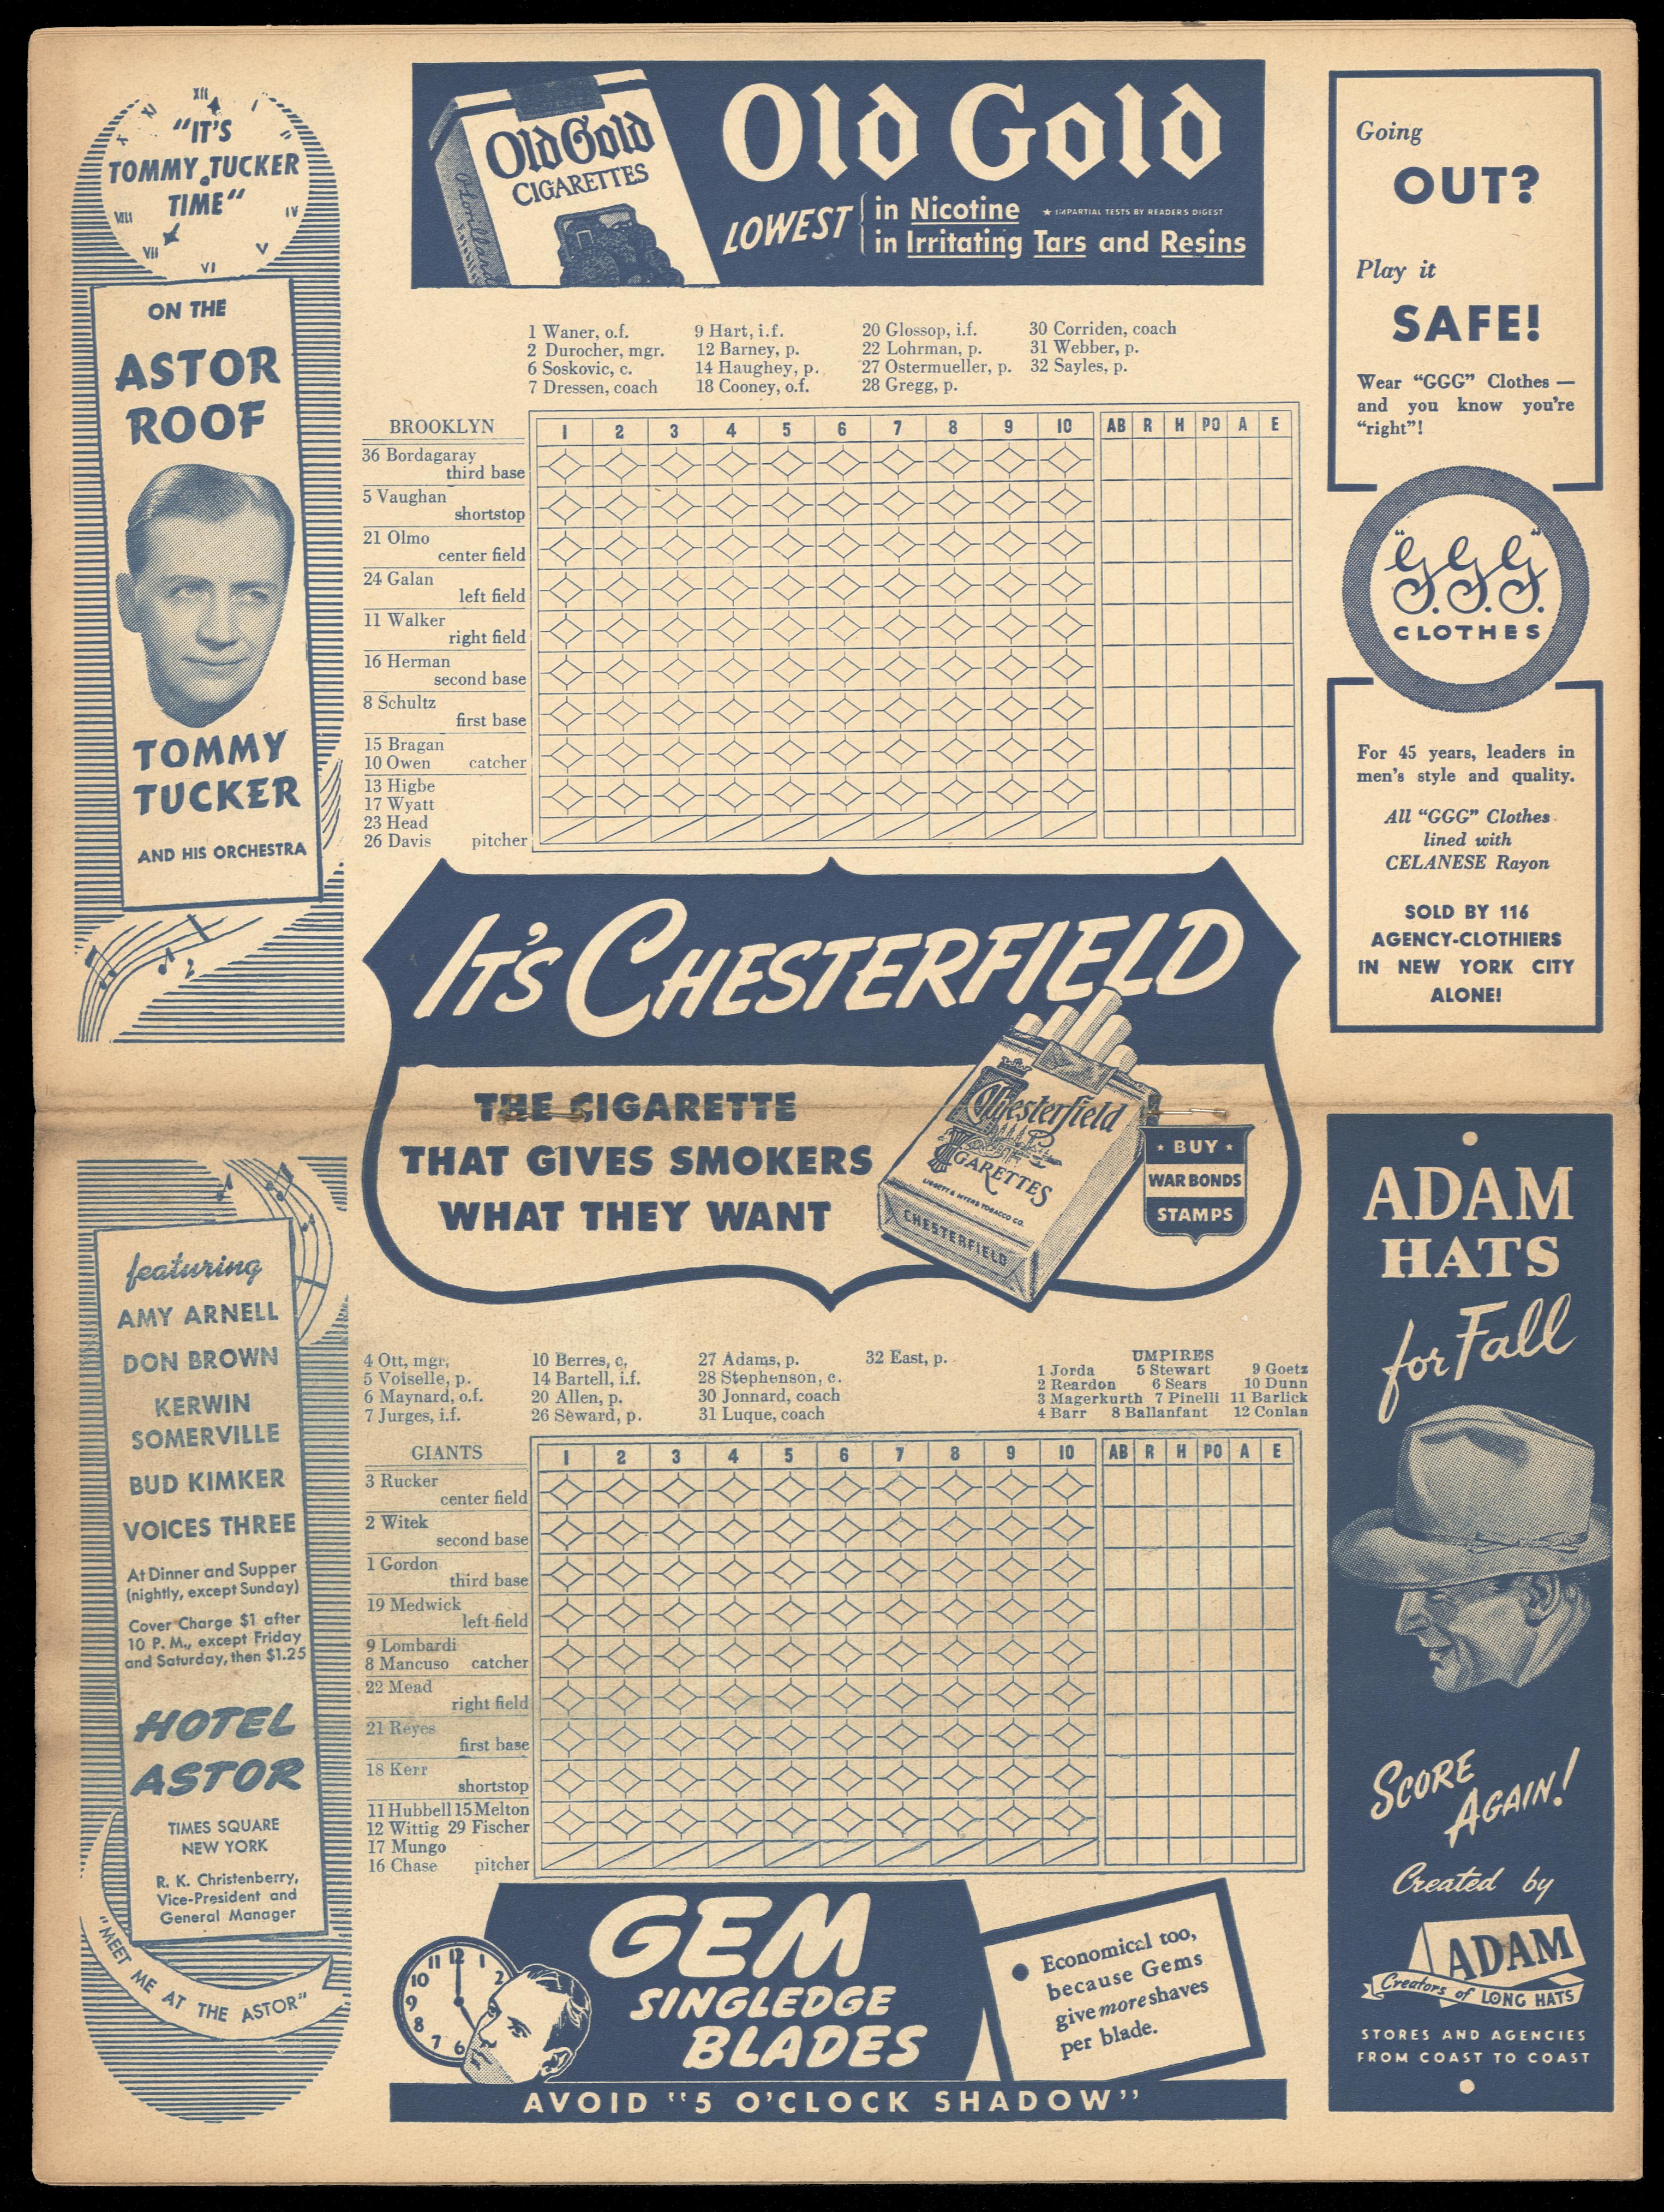 "IT'S
TOMMY TUCKER
TIME"
XII
I
IV
V
VI
VII
VIII
ON THE
ASTOR
ROOF
TOMMY
TUCKER
AND HIS ORCHESTRA
featuring
AMY ARNELL
DON BROWN
KERWIN
SOMERVILLE
BUD KIMKER
VOICES THREE
At Dinner and Supper
(nightly, except Sunday)
Cover Charge $1 after
10 P. M., except Friday
and Saturday, then $1.25
HOTEL
ASTOR
TIMES SQUARE
NEW YORK
R. K. Christenberry,
Vice-President and
General Manager
"MEET ME AT THE ASTOR"
Old Gold
CIGARETTES
P. Lorillard
Old Gold
LOWEST in Nicotine ★ IMPARTIAL TESTS BY READERS DIGEST
in Irritating Tars and Resins
1 Waner, o.f. 9 Hart, i.f. 20 Glossop, i.f. 30 Corriden, coach
2 Durocher, mgr. 12 Barney, p. 22 Lohrman, p. 31 Webber, p.
6 Soskovic, c. 14 Haughey, p. 27 Ostermueller, p. 32 Sayles, p.
7 Dressen, coach 18 Cooney, o.f. 28 Gregg, p.
BROOKLYN 1 2 3 4 5 6 7 8 9 10 AB R H PO A E
36 Bordagaray
third base
5 Vaughan
shortstop
21 Olmo
center field
24 Galan
left field
11 Walker
right field
16 Herman
second base
8 Schultz
first base
15 Bragan
10 Owen catcher
13 Higbe
17 Wyatt
23 Head
26 Davis pitcher
IT'S CHESTERFIELD
THE CIGARETTE
THAT GIVES SMOKERS
WHAT THEY WANT
Chesterfield
CIGARETTES
LIGGETT & MYERS TOBACCO CO.
CHESTERFIELD
★ BUY ★
WAR BONDS
STAMPS
4 Ott, mgr. 10 Berres, c. 27 Adams, p. 32 East, p.
5 Voiselle, p. 14 Bartell, i.f. 28 Stephenson, c.
6 Maynard, o.f. 20 Allen, p. 30 Jonnard, coach
7 Jurges, i.f. 26 Seward, p. 31 Luque, coach
UMPIRES
1 Jorda 5 Stewart 9 Goetz
2 Reardon 6 Sears 10 Dunn
3 Magerkurth 7 Pinelli 11 Barlick
4 Barr 8 Ballanfant 12 Conlan
GIANTS 1 2 3 4 5 6 7 8 9 10 AB R H PO A E
3 Rucker
center field
2 Witek
second base
1 Gordon
third base
19 Medwick
left field
9 Lombardi
8 Mancuso catcher
22 Mead
right field
21 Reyes
first base
18 Kerr
shortstop
11 Hubbell 15 Melton
12 Wittig 29 Fischer
17 Mungo
16 Chase pitcher
11 12 2
10
9
8
7 6
GEM
SINGLEDGE
BLADES
Economical too,
because Gems
give more shaves
per blade.
AVOID "5 O'CLOCK SHADOW"
Going
OUT?
Play it
SAFE!
Wear "GGG" Clothes —
and you know you're
"right"!
"G.G.G."
CLOTHES
For 45 years, leaders in
men's style and quality.
All "GGG" Clothes
lined with
CELANESE Rayon
SOLD BY 116
AGENCY-CLOTHIERS
IN NEW YORK CITY
ALONE!
ADAM
HATS
for Fall
SCORE
AGAIN!
Created by
ADAM
Creators of LONG HATS
STORES AND AGENCIES
FROM COAST TO COAST